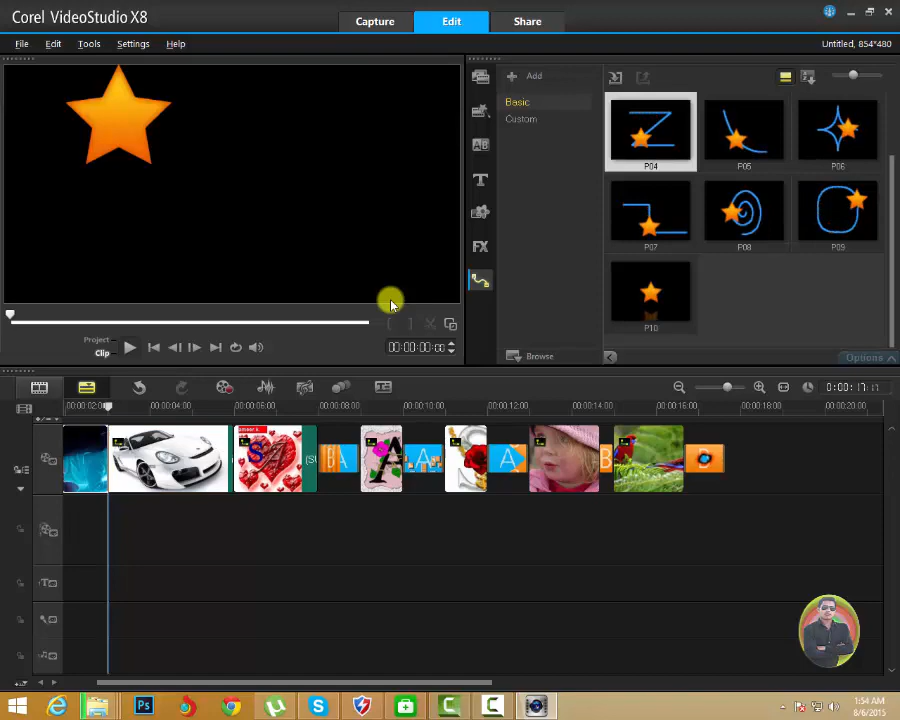 Corel VideoStudio X8
Capture
Edit
Share
File
Edit
Tools
Settings
Help
Untitled, 854*480
Add
Basic
Custom
P04
P05
P06
P07
P08
P09
P10
AB
T
FX
Project
Clip
00:00:00:00
Browse
Options
0:00:17:11
00:00:02:00
00:00:04:00
00:00:06:00
00:00:08:00
00:00:10:00
00:00:12:00
00:00:14:00
00:00:16:00
00:00:18:00
00:00:20:00
1:54 AM
8/6/2015